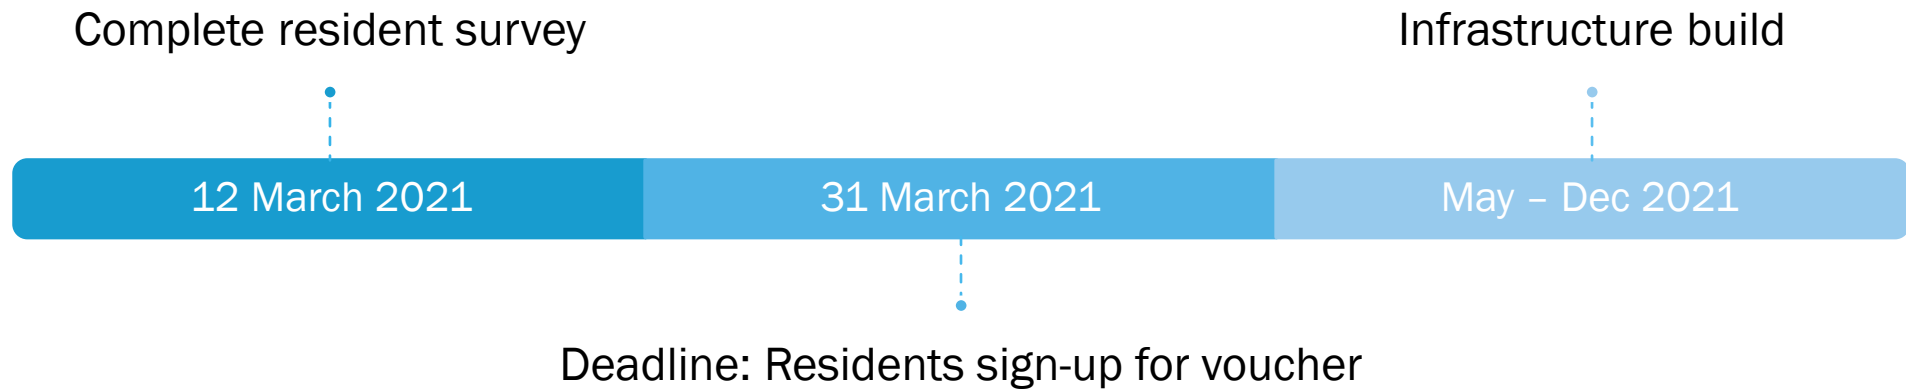 Complete resident survey
Infrastructure build
12 March 2021
31 March 2021
May – Dec 2021
Deadline: Residents sign-up for voucher